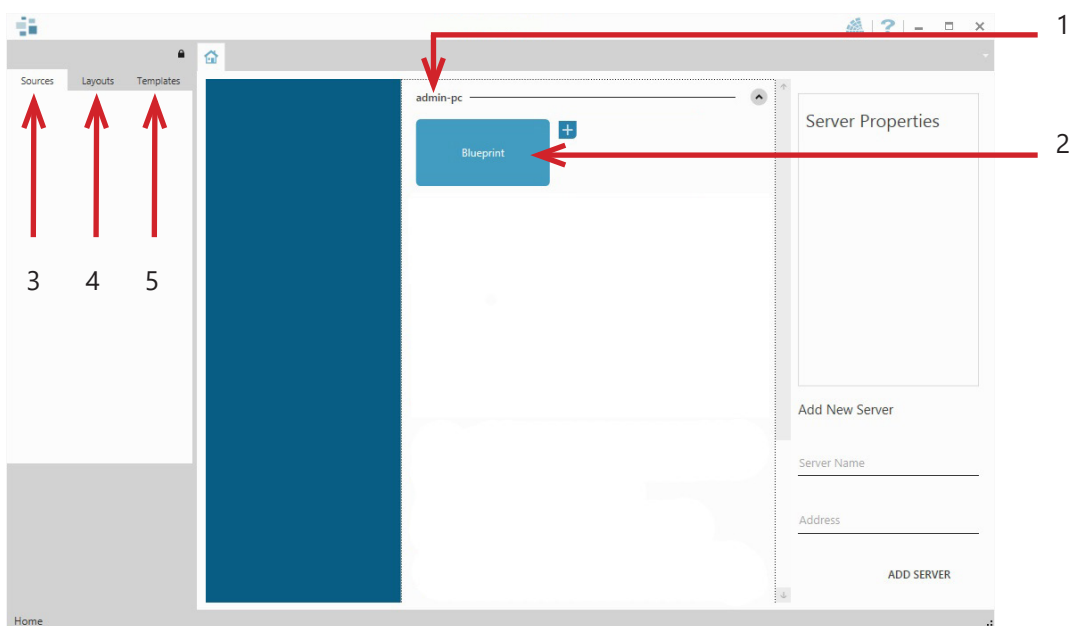 1
?
Sources Layouts Templates
admin-pc
Server Properties
Blueprint
2
3 4 5
Add New Server
Server Name
Address
ADD SERVER
Home